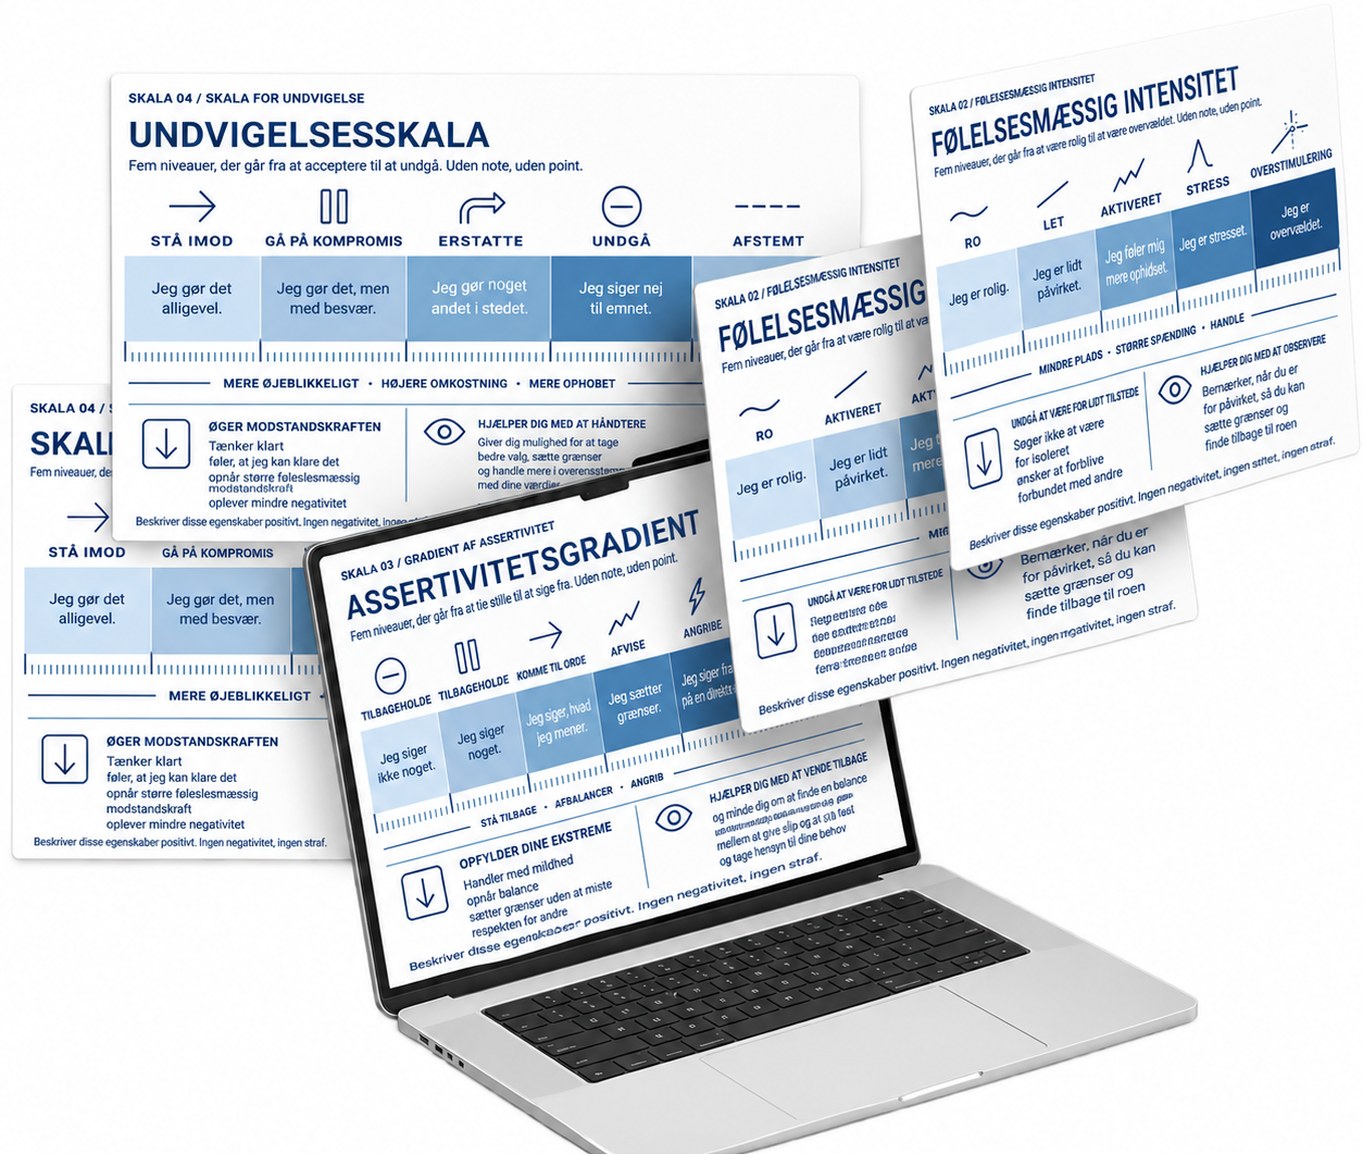 SKALA 04 / SKALA FOR UNDVIGELSE
UNDVIGELSESSKALA
Fem niveauer, der går fra at acceptere til at undgå. Uden note, uden point.
STÅ IMOD
GÅ PÅ KOMPROMIS
ERSTATTE
UNDGÅ
AFSTEMT
Jeg gør det
alligevel.
Jeg gør det, men
med besvær.
Jeg gør noget
andet i stedet.
Jeg siger nej
til emnet.
MERE ØJEBLIKKELIGT • HØJERE OMKOSTNING • MERE OPHOBET
ØGER MODSTANDSKRAFTEN
Tænker klart
føler, at jeg kan klare det
opnår større føleslesmæssig
modstandskraft
oplever mindre negativitet
HJÆLPER DIG MED AT HÅNDTERE
Giver dig mulighed for at tage
bedre valg, sætte grænser
og handle mere i
med dine
Beskriver disse egenskaber positivt. Ingen negativitet,
SKALA 02 / FØLELSESMÆSSIG INTENSITET
FØLELSESMÆSSIG INTENSITET
Fem niveauer, der går fra at være rolig til at være overvældet. Uden note, uden point.
RO
LET
AKTIVERET
STRESS
OVERSTIMULERING
Jeg er rolig.
Jeg er lidt
påvirket.
Jeg føler mig
mere ophidset.
Jeg er stresset.
Jeg er
overvældet.
MINDRE PLADS • STØRRE SPÆNDING • HANDLE
UNDGÅ AT VÆRE FOR LIDT TILSTEDE
Søger ikke at være
for isoleret
ønsker at forblive
forbundet med andre
HJÆLPER DIG MED AT OBSERVERE
Bemærker, når du er
for påvirket, så du kan
sætte grænser og
finde tilbage til roen
Beskriver disse egenskaber positivt. Ingen negativitet, ingen stiltet, ingen straf.
SKALA 02 / FØLELSESMÆSSIG INTENSITET
FØLELSESMÆSSIG
Fem niveauer, der går fra at være rolig til at
RO
AKTIVERET
Jeg er rolig.
Jeg er lidt
påvirket.
mere
UNDGÅ AT VÆRE FOR LIDT TILSTEDE
Bemærker, når du er
for påvirket, så du kan
sætte grænser og
finde tilbage til roen
Beskriver disse egenskaber positivt. Ingen negativitet, ingen straf.
SKALA 04 /
Fem niveauer,
STÅ IMOD
GÅ PÅ KOMPROMIS
Jeg gør det
alligevel.
Jeg gør det, men
med besvær.
MERE ØJEBLIKKELIGT
ØGER MODSTANDSKRAFTEN
Tænker klart
føler, at jeg kan klare det
opnår større føleslesmæssig
modstandskraft
oplever mindre negativitet
Beskriver disse egenskaber positivt. Ingen negativitet, ingen straf.
SKALA 03 / GRADIENT AF ASSERTIVITET
ASSERTIVITETSGRADIENT
Fem niveauer, der går fra at tie stille til at sige fra. Uden note, uden point.
TILBAGEHOLDE
TILBAGEHOLDE
KOMME TIL ORDE
AFVISE
ANGRIBE
Jeg siger
ikke noget.
Jeg siger
noget.
Jeg siger, hvad
jeg mener.
Jeg sætter
grænser.
Jeg siger fra
på en
STÅ TILBAGE • AFBALANCER • ANGRIB
OPFYLDER DINE EKSTREME
Handler med mildhed
opnår balance
sætter grænser uden at miste
respekten for andre
HJÆLPER DIG MED AT VENDE TILBAGE
og minde dig om at finde en balance
mellem at give slip og at stå fast
og tage hensyn til dine behov
Beskriver disse egenskaber positivt. Ingen negativitet, ingen straf.